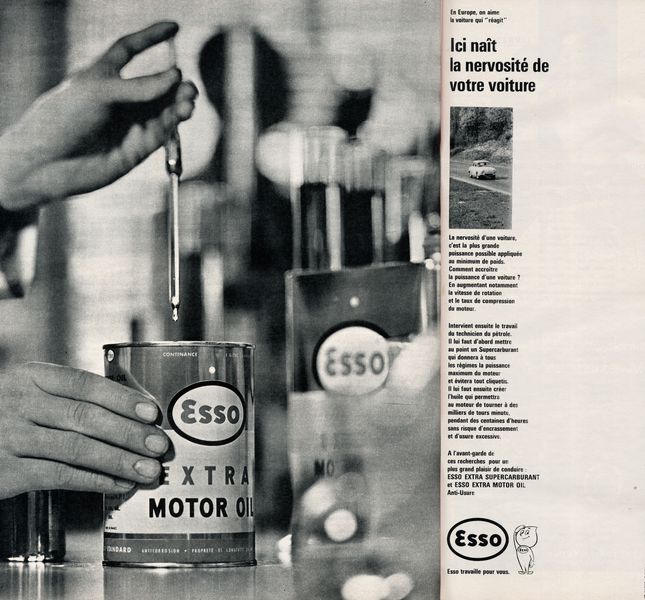 En Europe, on aime
la voiture qui "réagit"
Ici naît
la nervosité de
votre voiture
La nervosité d'une voiture,
c'est la plus grande
puissance possible appliquée
au minimum de poids.
Comment accroître
la puissance d'une voiture ?
En augmentant notamment
la vitesse de rotation
et le taux de compression
du moteur.
Intervient ensuite le travail
du technicien du pétrole.
Il lui faut d'abord mettre
au point un Supercarburant
qui donnera à tous
les régimes la puissance
maximum du moteur
et évitera tout cliquetis.
Il lui faut ensuite créer
l'huile qui permettra
au moteur de tourner à des
milliers de tours minute,
pendant des centaines d'heures
sans risque d'encrassement
et d'usure excessive.
A l'avant-garde de
ces recherches pour un
plus grand plaisir de conduire :
ESSO EXTRA SUPERCARBURANT
et ESSO EXTRA MOTOR OIL
Anti-Usure
Esso
Esso travaille pour vous.
CONTINANCE
OIL
Esso
EXTRA
MOTOR OIL
STANDARD ANTICORROSION • PROPRETÉ DE
Esso
MO